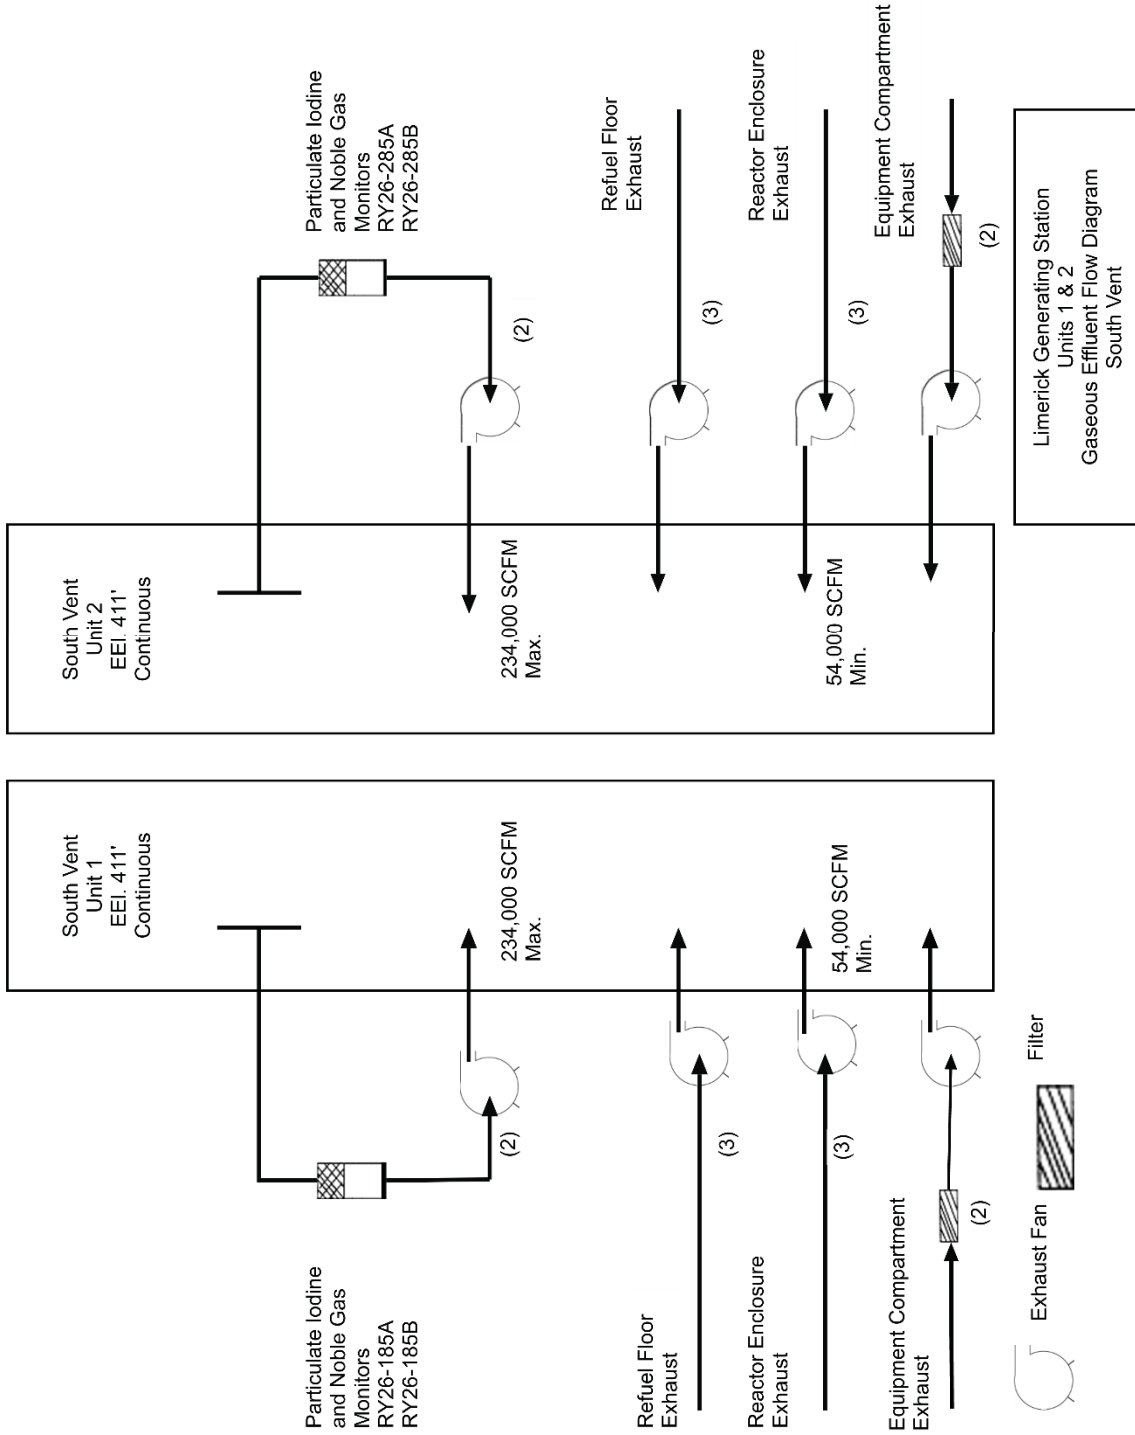 South Vent
Unit 1
EEl. 411'
Continuous
South Vent
Unit 2
EEl. 411'
Continuous
Particulate Iodine
and Noble Gas
Monitors
RY26-185A
RY26-185B
(2)
234,000 SCFM
Max.
234,000 SCFM
Max.
(2)
Particulate Iodine
and Noble Gas
Monitors
RY26-285A
RY26-285B
Refuel Floor
Exhaust
(3)
(3)
Refuel Floor
Exhaust
Reactor Enclosure
Exhaust
(3)
54,000 SCFM
Min.
54,000 SCFM
Min.
(3)
Reactor Enclosure
Exhaust
Equipment Compartment
Exhaust
(2)
(2)
Equipment Compartment
Exhaust
Exhaust Fan
Filter
Limerick Generating Station
Units 1 & 2
Gaseous Effluent Flow Diagram
South Vent